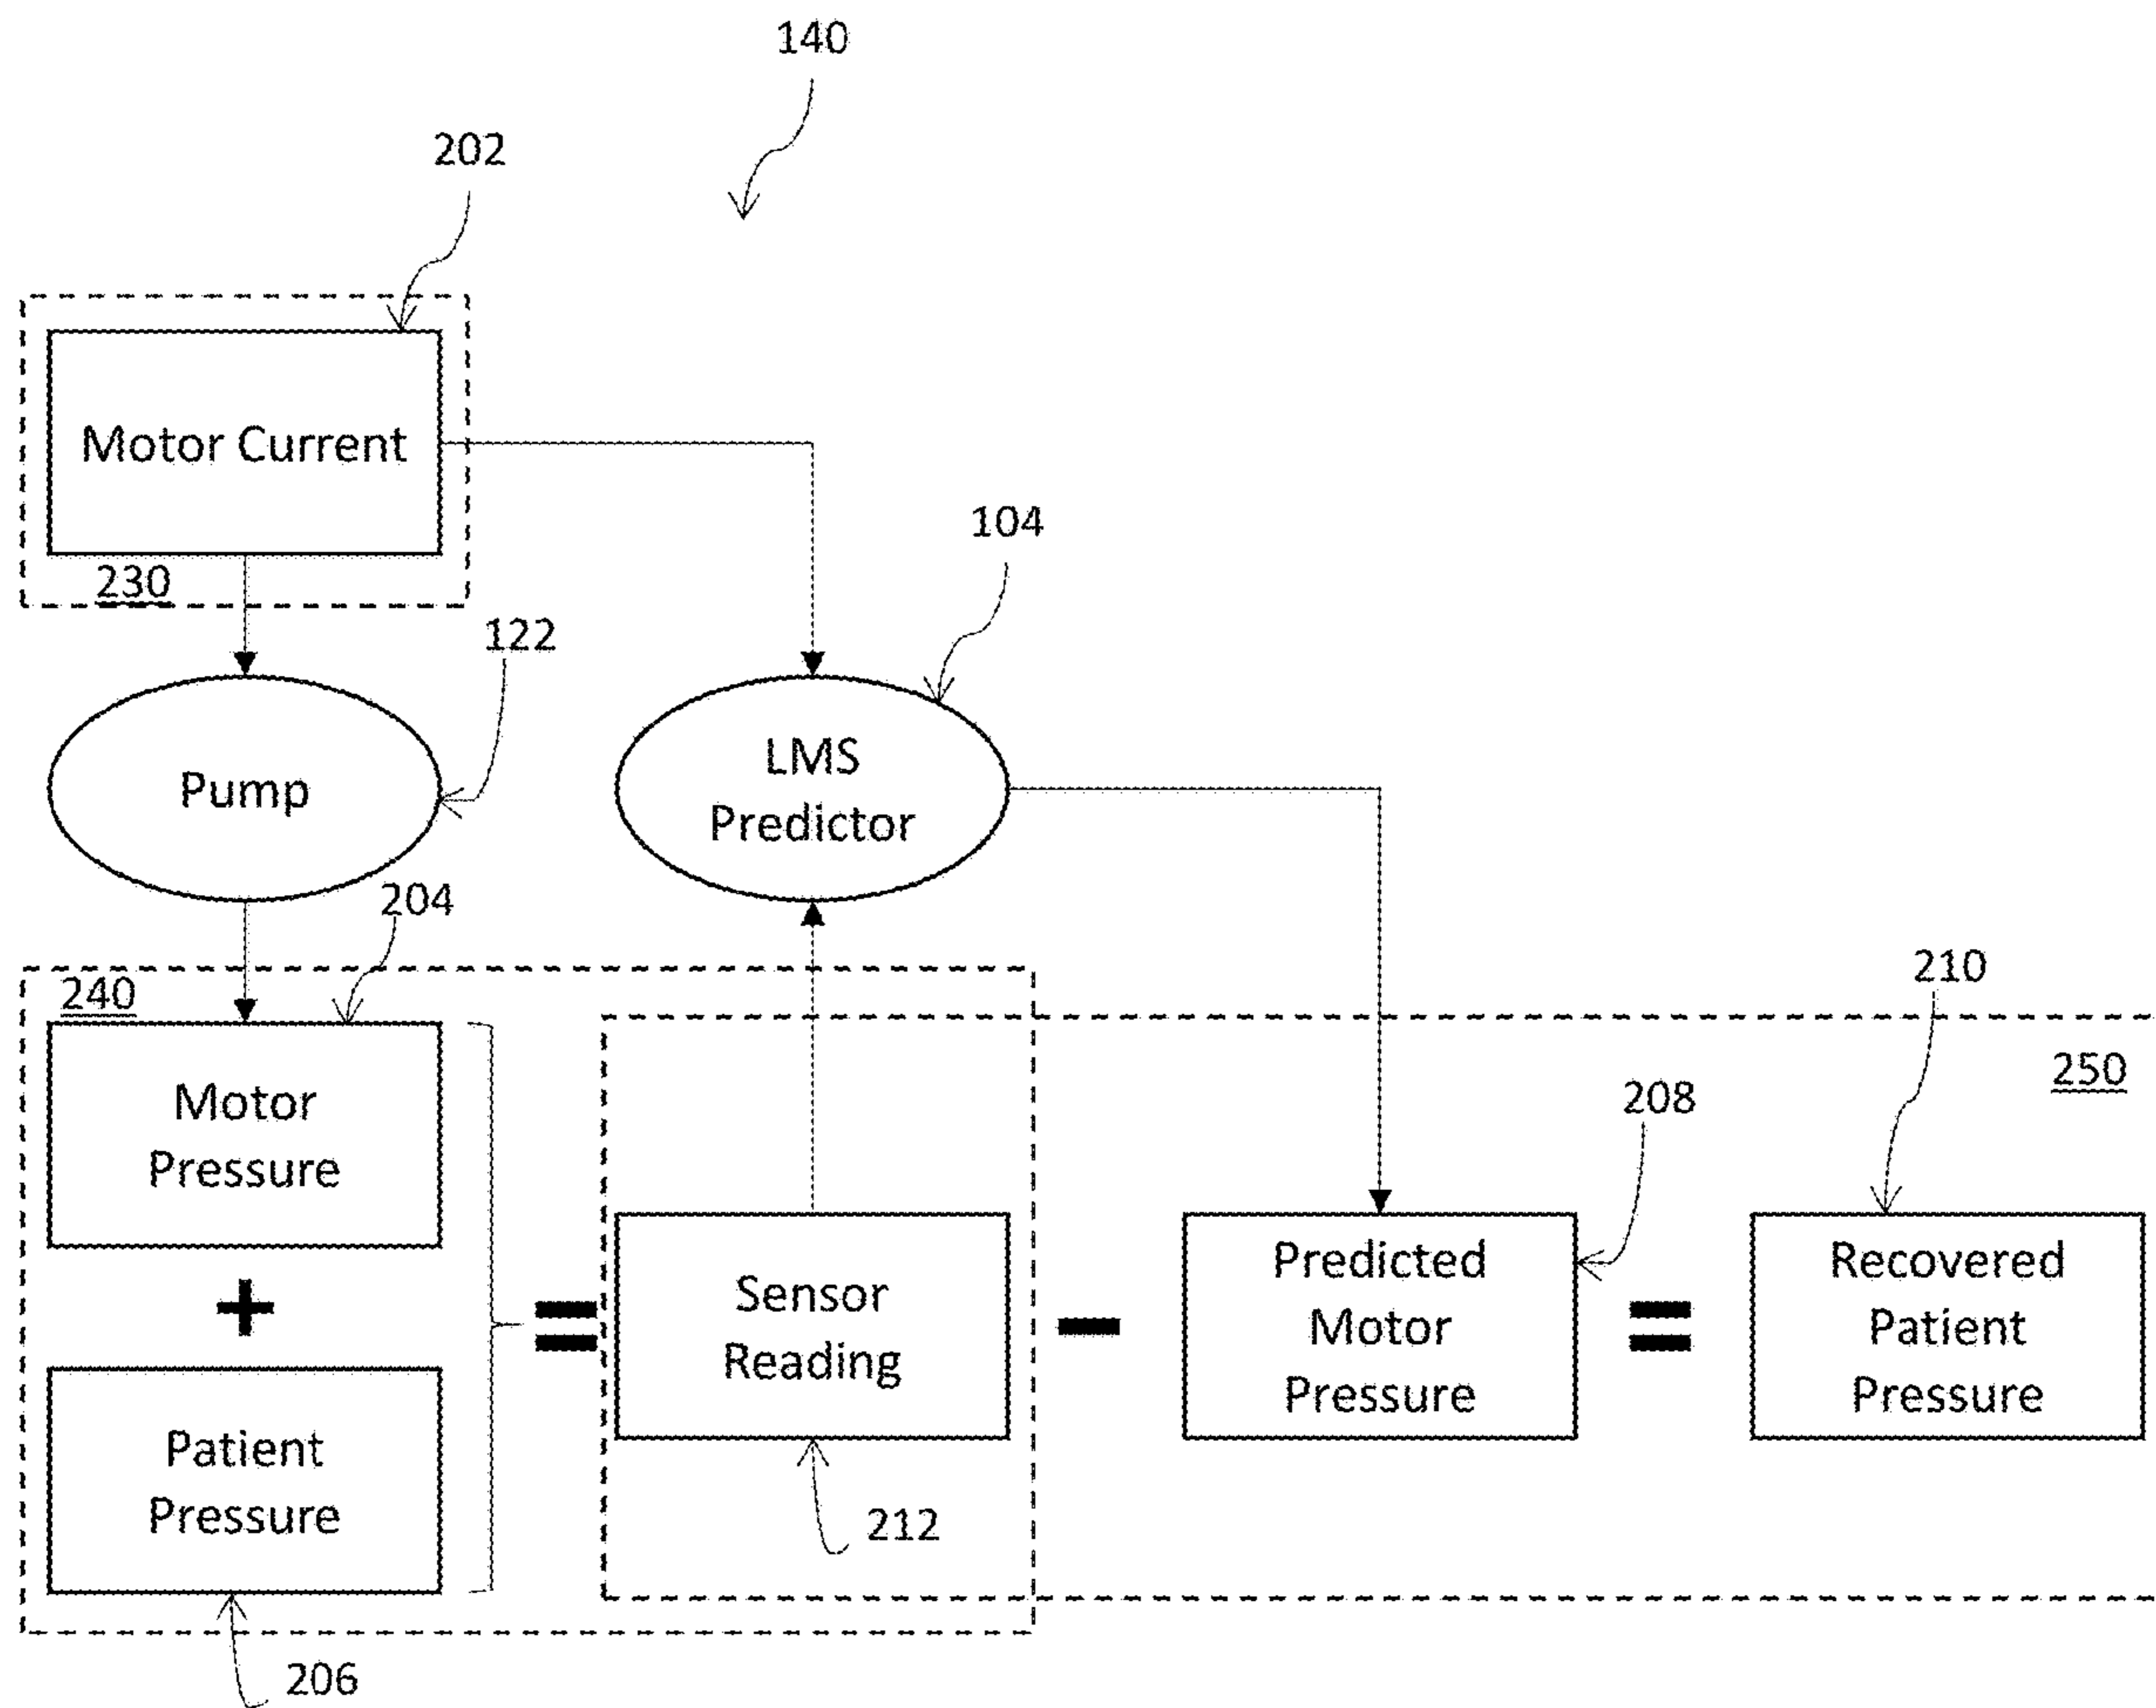 140
202
Motor Current
230
104
122
Pump
LMS
Predictor
204
240
210
250
Motor
Pressure
208
+
=
Sensor
Reading
−
Predicted
Motor
Pressure
=
Recovered
Patient
Pressure
Patient
Pressure
212
206